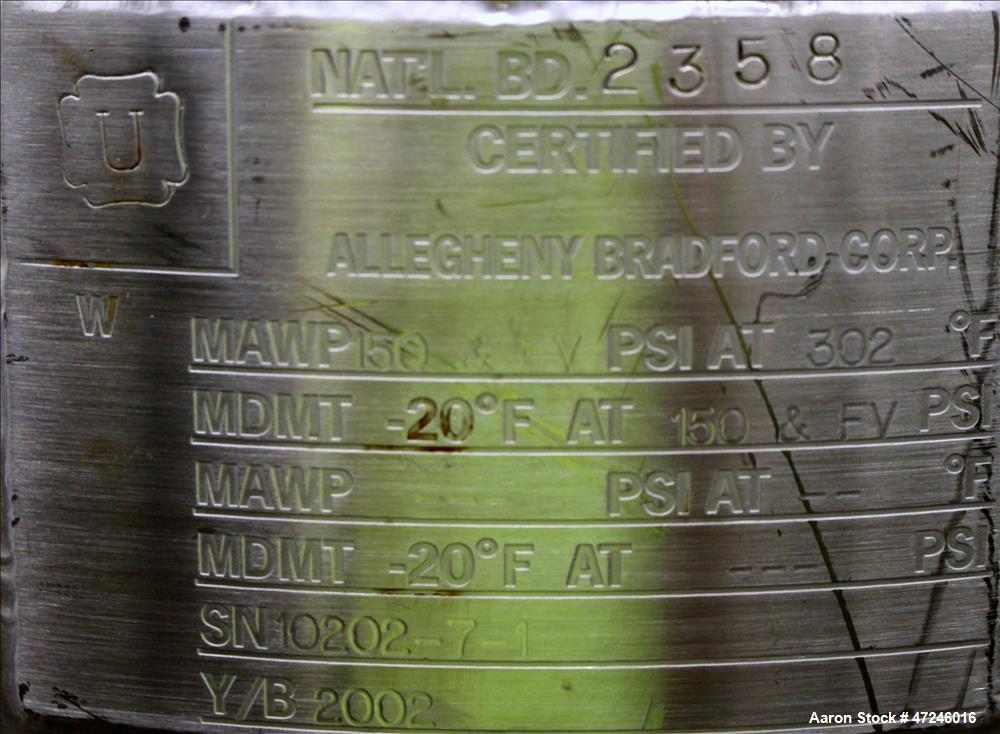 U
NAT'L. BD. 2358
CERTIFIED BY
ALLEGHENY BRADFORD CORP.
W
MAWP 150 & FV PSI AT 302 °F
MDMT -20°F AT 150 & FV PSI
MAWP --- PSI AT -- °F
MDMT -20°F AT --- PSI
SN 10202-7-1
Y/B 2002
Aaron Stock # 47246016